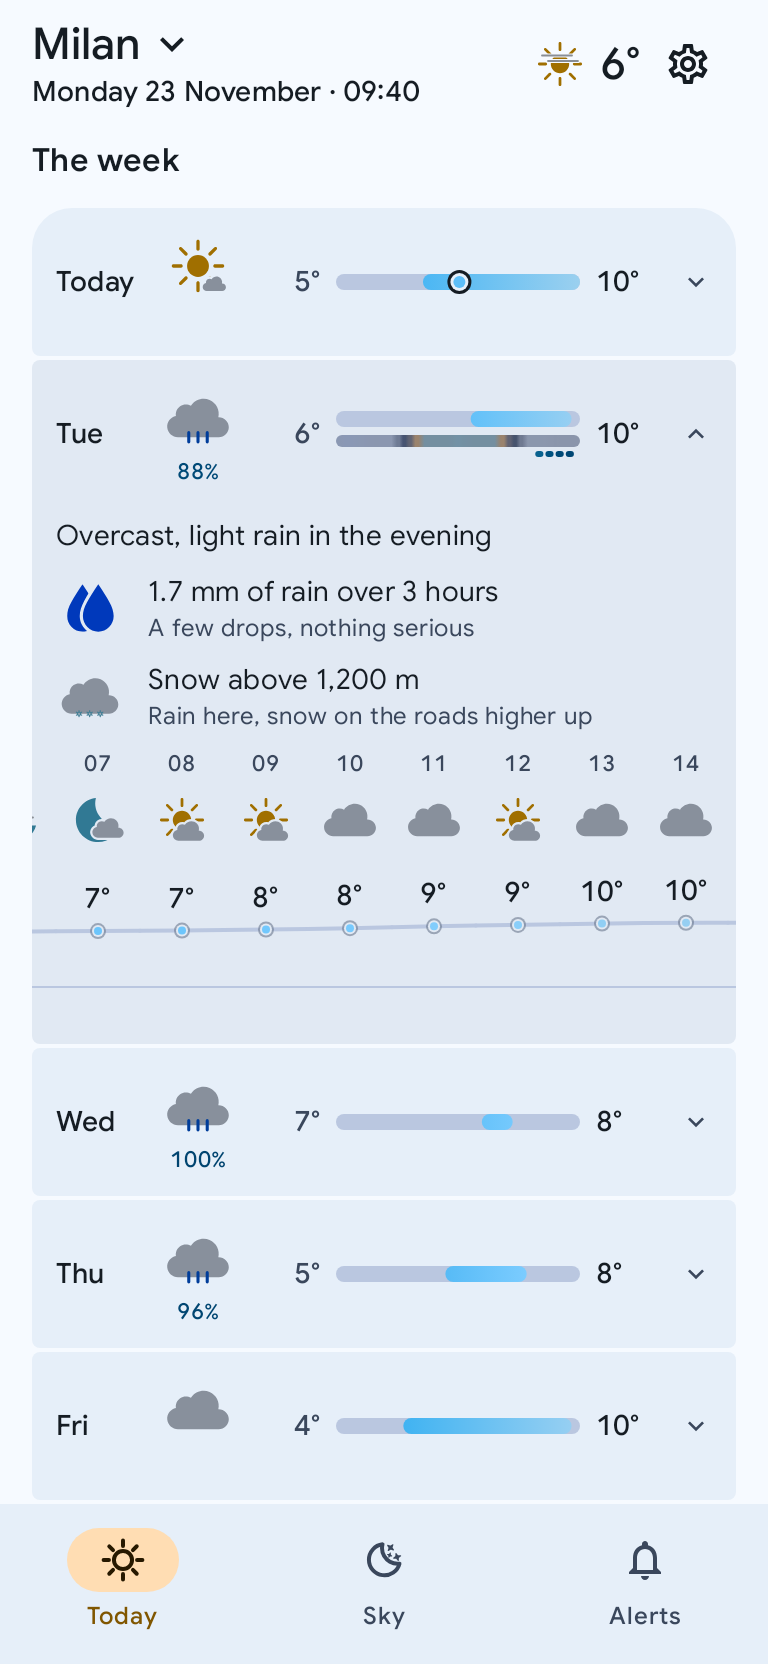 Milan
Monday 23 November · 09:40
6°
The week
Today 5° 10°
Tue 6° 10°
88%
Overcast, light rain in the evening
1.7 mm of rain over 3 hours
A few drops, nothing serious
Snow above 1,200 m
Rain here, snow on the roads higher up
07 08 09 10 11 12 13 14
7° 7° 8° 8° 9° 9° 10° 10°
Wed 7° 8°
100%
Thu 5° 8°
96%
Fri 4° 10°
Today Sky Alerts